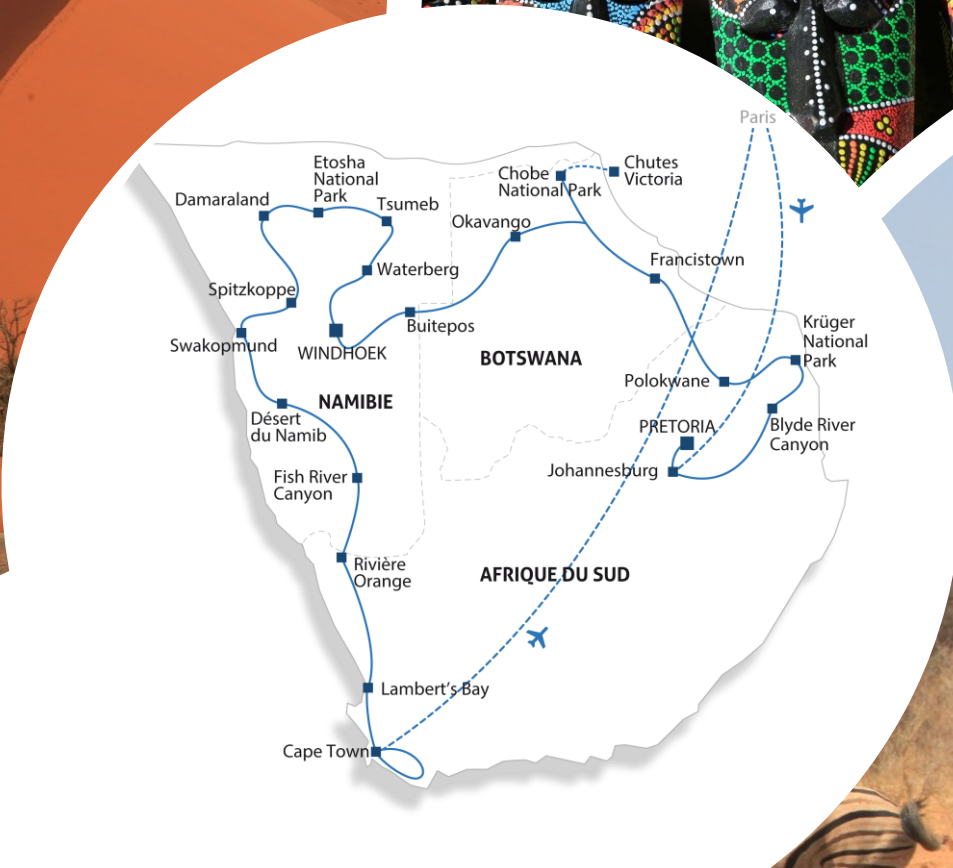 Paris
Etosha
National
Park
Chobe
National Park
Chutes
Victoria
Damaraland
Tsumeb
Okavango
Francistown
Waterberg
Spitzkoppe
Buitepos
Krüger
National
Park
Swakopmund
WINDHOEK
BOTSWANA
Polokwane
NAMIBIE
Désert
du Namib
PRETORIA
Blyde River
Canyon
Fish River
Canyon
Johannesburg
Rivière
Orange
AFRIQUE DU SUD
Lambert's Bay
Cape Town